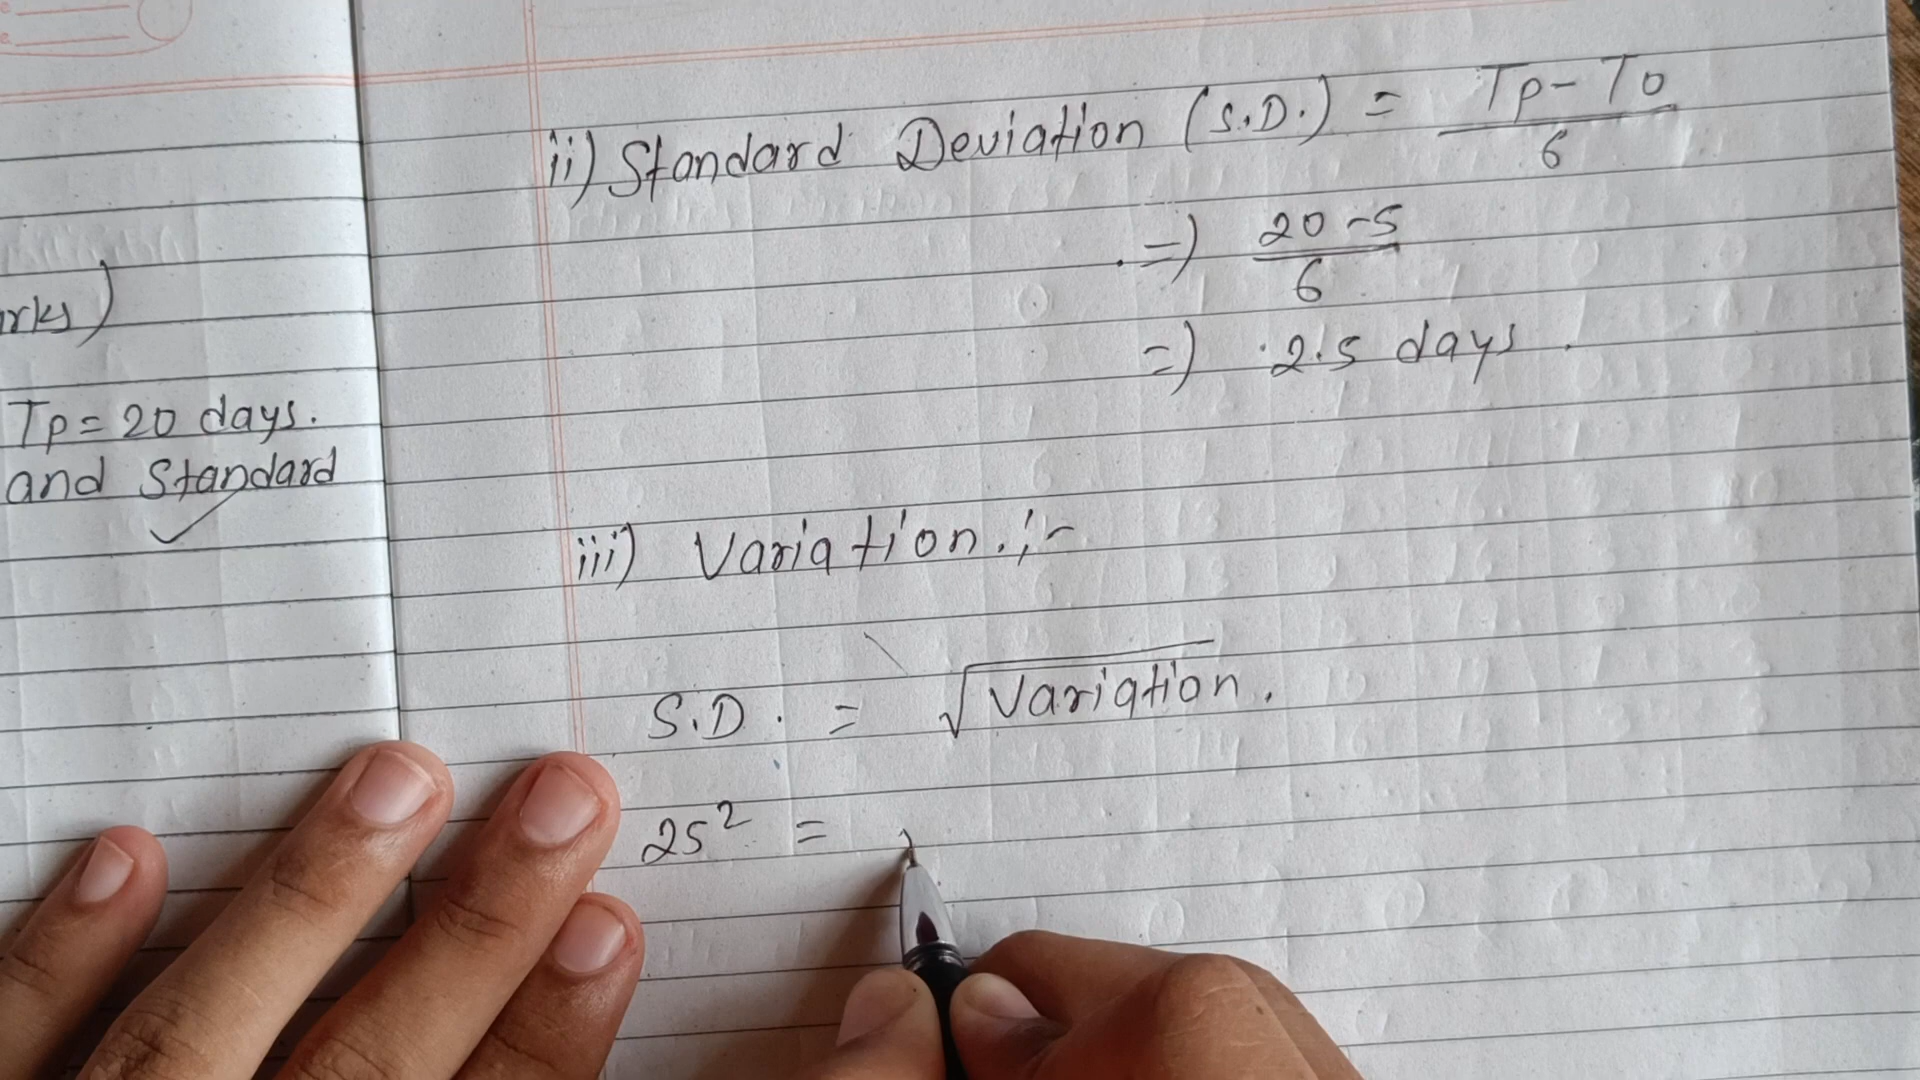 Tp = 20 days.
and Standard
ii) Standard Deviation (S.D.) = Tp - To
6
=) 20 - 5
6
=) 2.5 days.
iii) Variation. :-
S.D. = √Variation.
25² =